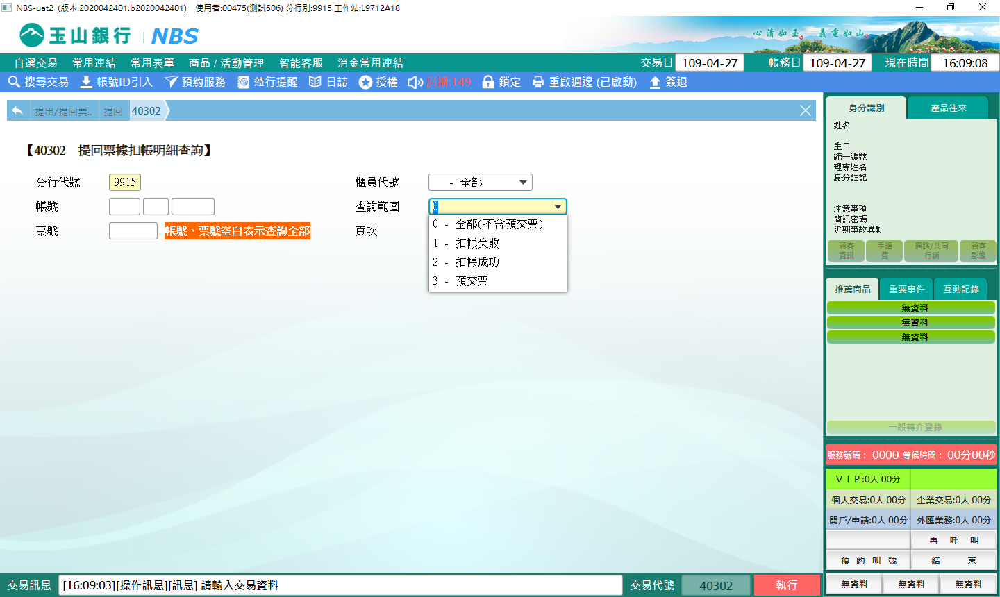 NBS-uat2 (版本:2020042401.b2020042401) 使用者:00475(測試506) 分行別:9915 工作站:L9712A18
玉山銀行 | NBS
心清如玉。 義重如山。
自選交易 常用連結 常用表單 商品 / 活動管理 智能客服 消金常用連結 交易日 109-04-27 帳務日 109-04-27 現在時間 16:09:08
搜尋交易 帳號ID引入 預約服務 蒞行提醒 日誌 授權 廣播:149 鎖定 重啟週邊 (已啟動) 簽退
提出/提回票.. 提回 40302
【40302 提回票據扣帳明細查詢】
分行代號 9915 櫃員代號 - 全部
帳號 查詢範圍 0
票號 帳號、票號空白表示查詢全部 頁次
0 - 全部(不含預交票)
1 - 扣帳失敗
2 - 扣帳成功
3 - 預交票
身分識別 產品往來
姓名
生日
統一編號
理專姓名
身分註記
注意事項
簡訊密碼
近期事故異動
顧客資訊 手續費 通路/共同行銷 顧客影像
推薦商品 重要事件 互動記錄
無資料
無資料
無資料
一般轉介登錄
服務號碼： 0000 等候時間： 00分00秒
ＶＩＰ:0人 00分
個人交易:0人 00分 企業交易:0人 00分
開戶/申請:0人 00分 外匯業務:0人 00分
再 呼 叫
預 約 叫 號 結 束
無資料 無資料 無資料
交易訊息 [16:09:03][操作訊息][訊息] 請輸入交易資料 交易代號 40302 執行